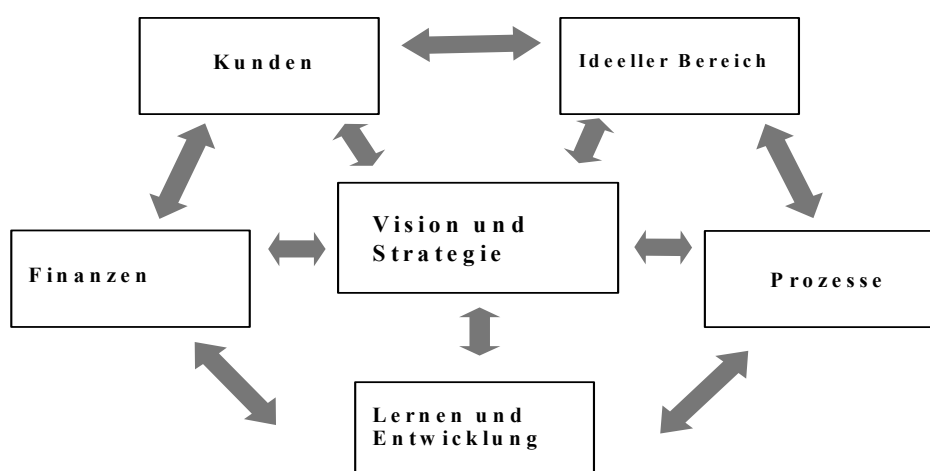 Kunden
Ideeller Bereich
Vision und
Strategie
Finanzen
Prozesse
Lernen und
Entwicklung